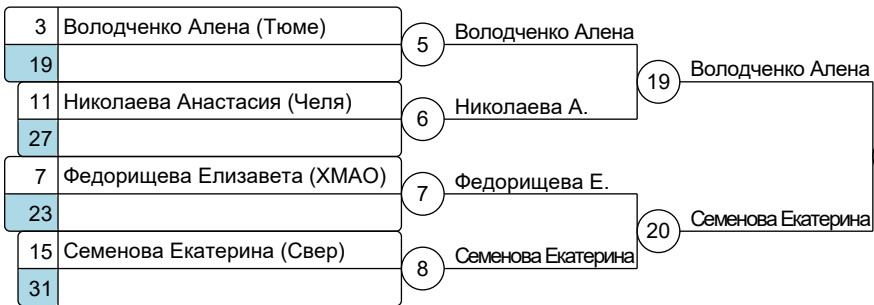 3 Володченко Алена (Тюме)
5 Володченко Алена
19
19 Володченко Алена
11 Николаева Анастасия (Челя)
6 Николаева А.
27
7 Федорищева Елизавета (ХМАО)
7 Федорищева Е.
23
20 Семенова Екатерина
15 Семенова Екатерина (Свер)
8 Семенова Екатерина
31